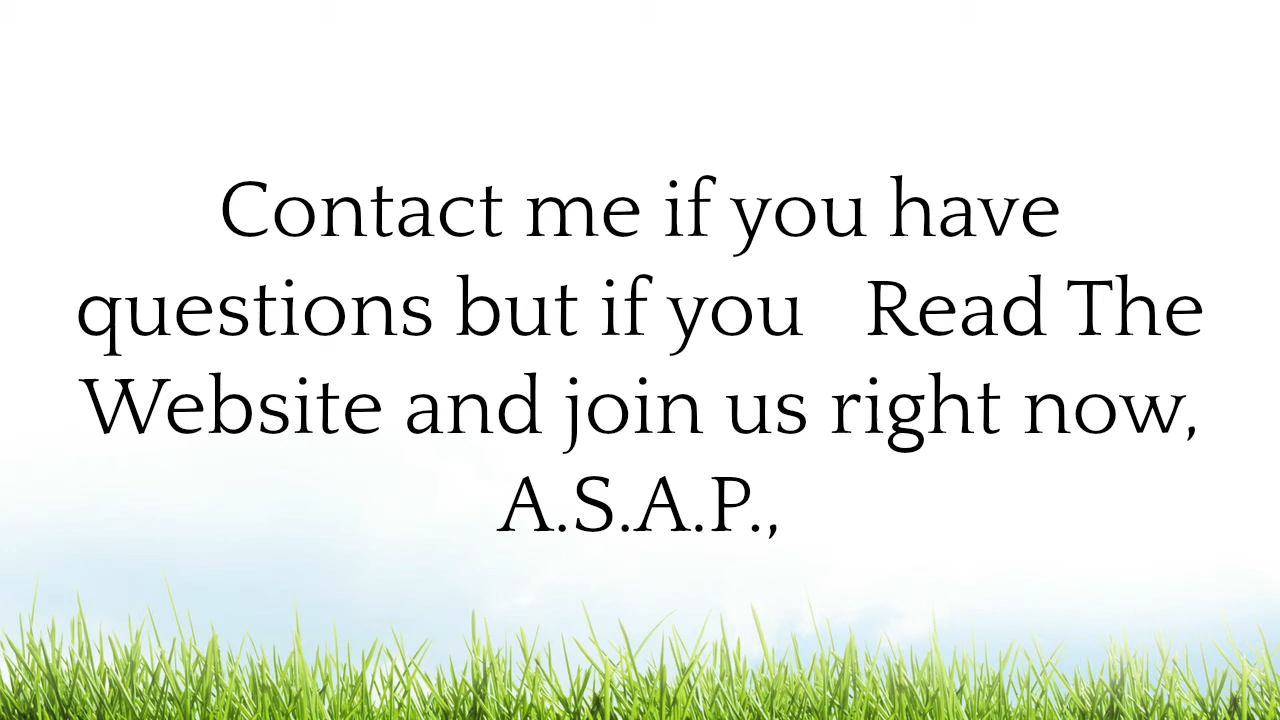 Contact me if you have
questions but if you   Read The
Website and join us right now,
A.S.A.P.,